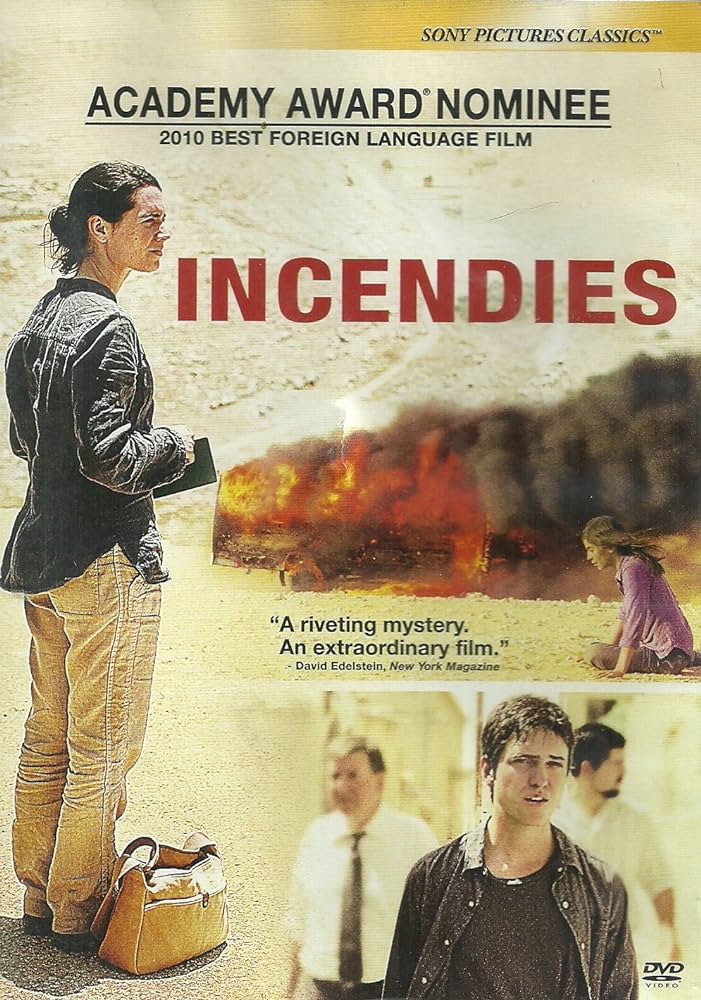 SONY PICTURES CLASSICS™
ACADEMY AWARD® NOMINEE
2010 BEST FOREIGN LANGUAGE FILM
INCENDIES
“A riveting mystery.
An extraordinary film.”
- David Edelstein, New York Magazine
DVD
VIDEO